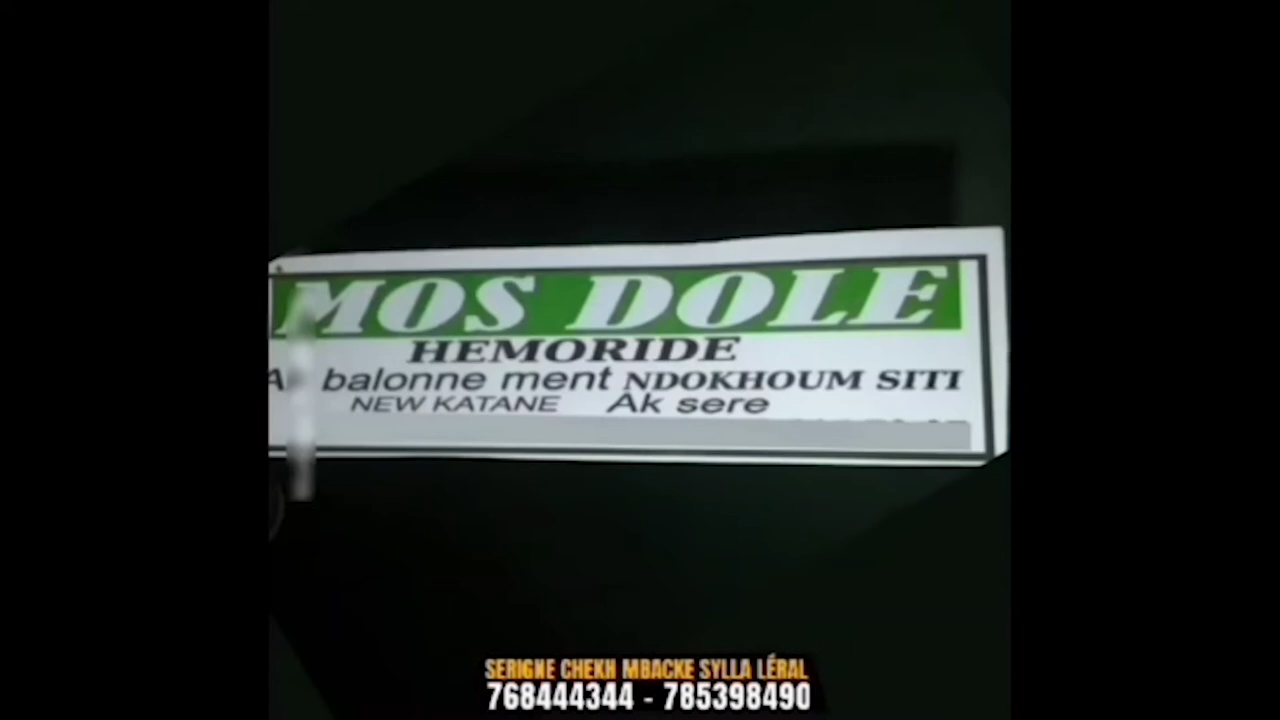 MOS DOLE
HEMORIDE
balonne ment NDOKHOUM SITI
NEW KATANE Ak sere
SERIGNE CHEKH MBACKE SYLLA LÉRAL
768444344 - 785398490